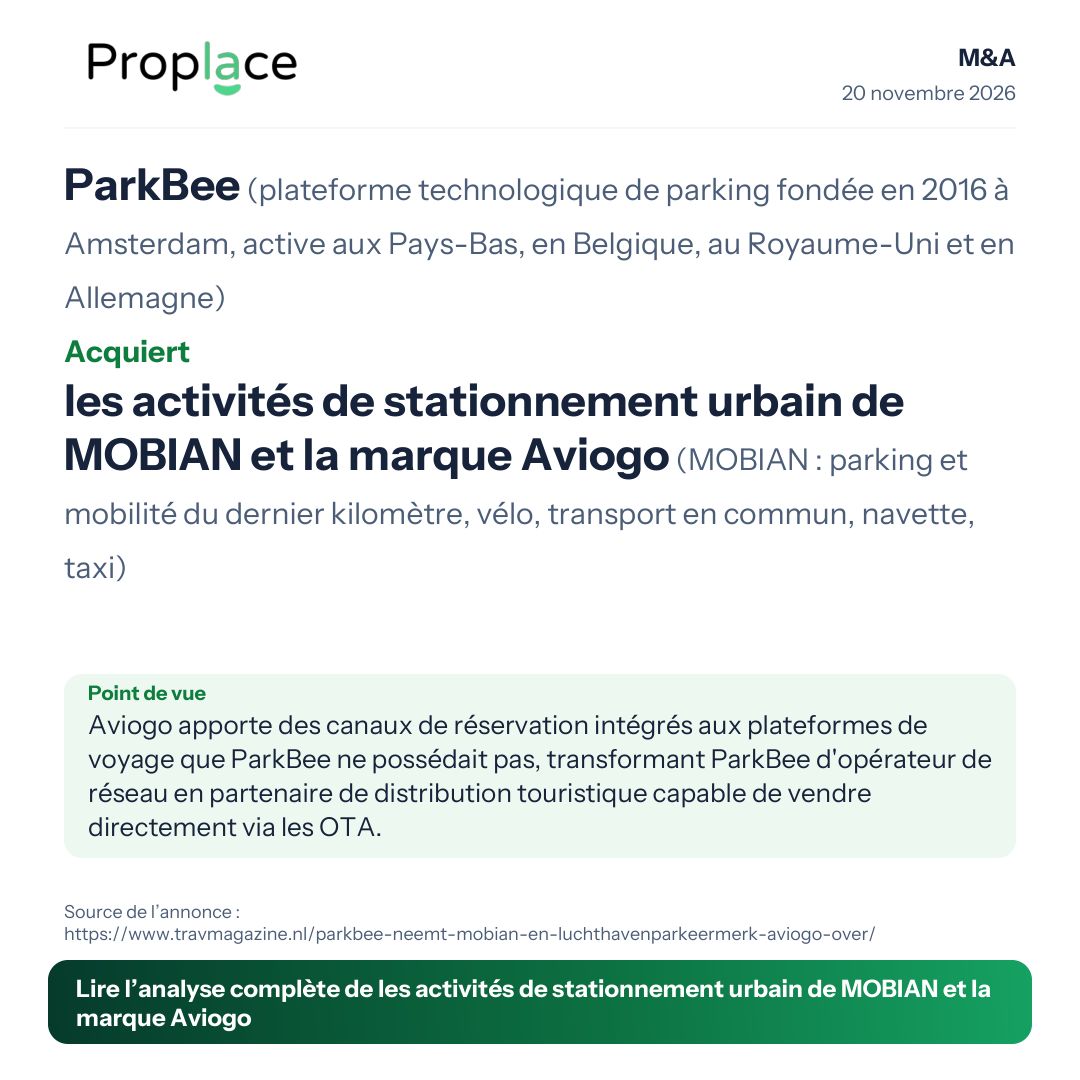 Proplace
M&A
20 novembre 2026
ParkBee (plateforme technologique de parking fondée en 2016 à
Amsterdam, active aux Pays-Bas, en Belgique, au Royaume-Uni et en
Allemagne)
Acquiert
les activités de stationnement urbain de
MOBIAN et la marque Aviogo (MOBIAN : parking et
mobilité du dernier kilomètre, vélo, transport en commun, navette,
taxi)
Point de vue
Aviogo apporte des canaux de réservation intégrés aux plateformes de
voyage que ParkBee ne possédait pas, transformant ParkBee d'opérateur de
réseau en partenaire de distribution touristique capable de vendre
directement via les OTA.
Source de l’annonce :
https://www.travmagazine.nl/parkbee-neemt-mobian-en-luchthavenparkeermerk-aviogo-over/
Lire l’analyse complète de les activités de stationnement urbain de MOBIAN et la
marque Aviogo